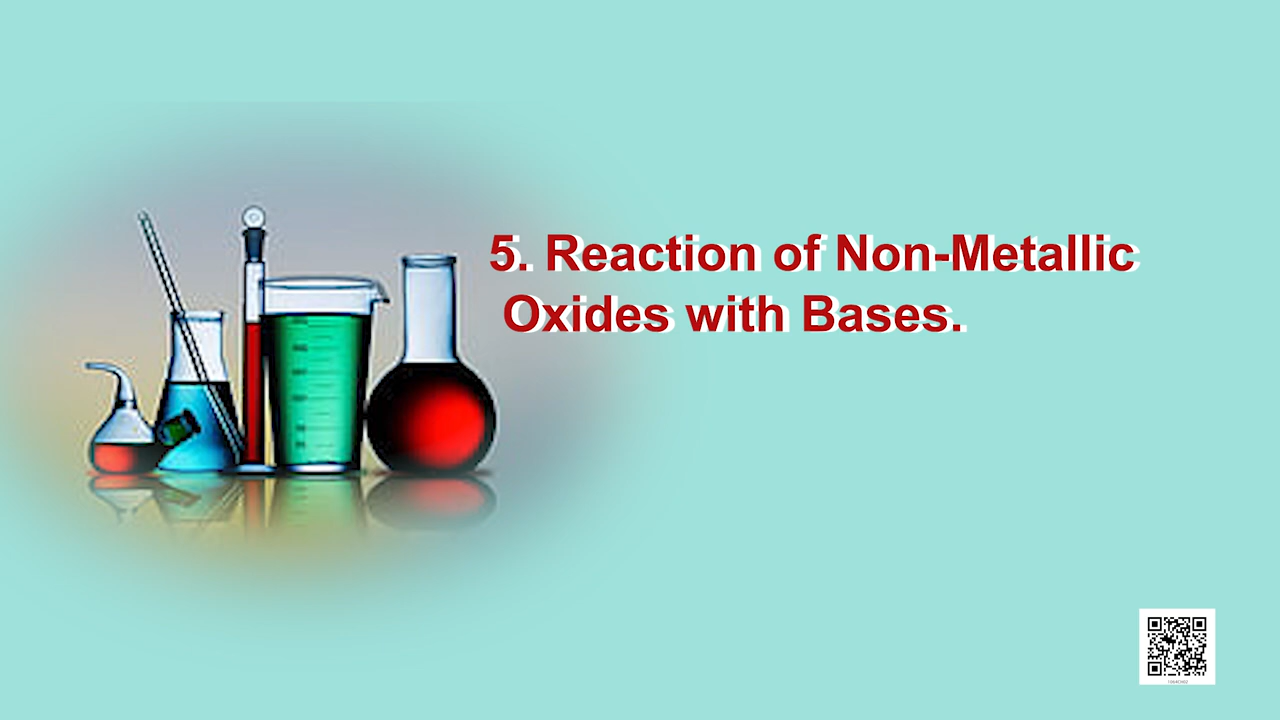 5. Reaction of Non-Metallic
Oxides with Bases.